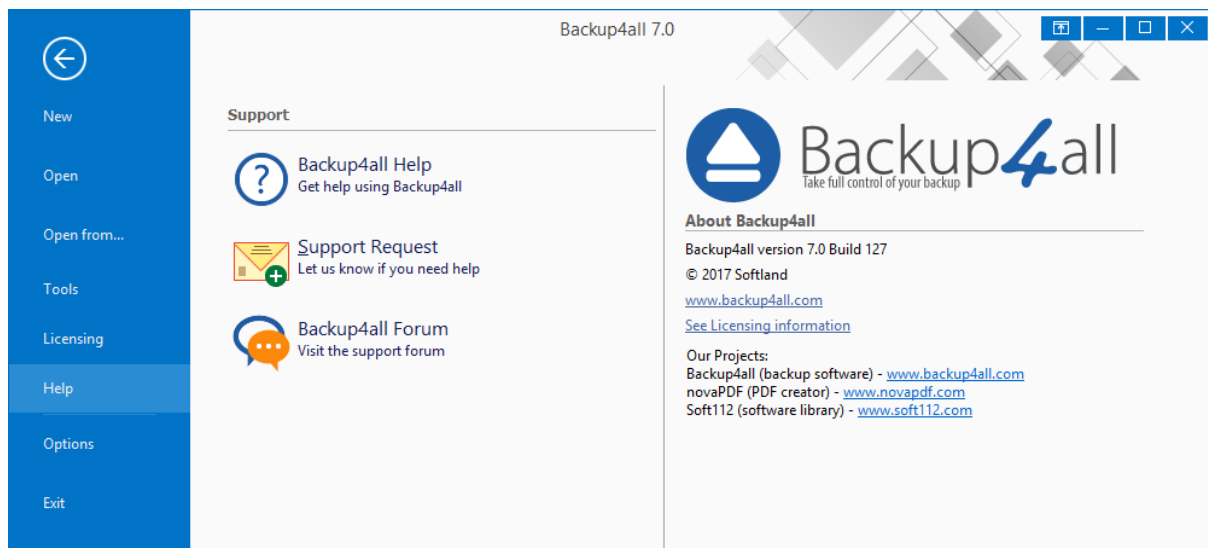 Backup4all 7.0
New
Open
Open from...
Tools
Licensing
Help
Options
Exit
Support
Backup4all Help
Get help using Backup4all
Support Request
Let us know if you need help
Backup4all Forum
Visit the support forum
Backup4all
Take full control of your backup
About Backup4all
Backup4all version 7.0 Build 127
© 2017 Softland
www.backup4all.com
See Licensing information
Our Projects:
Backup4all (backup software) - www.backup4all.com
novaPDF (PDF creator) - www.novapdf.com
Soft112 (software library) - www.soft112.com